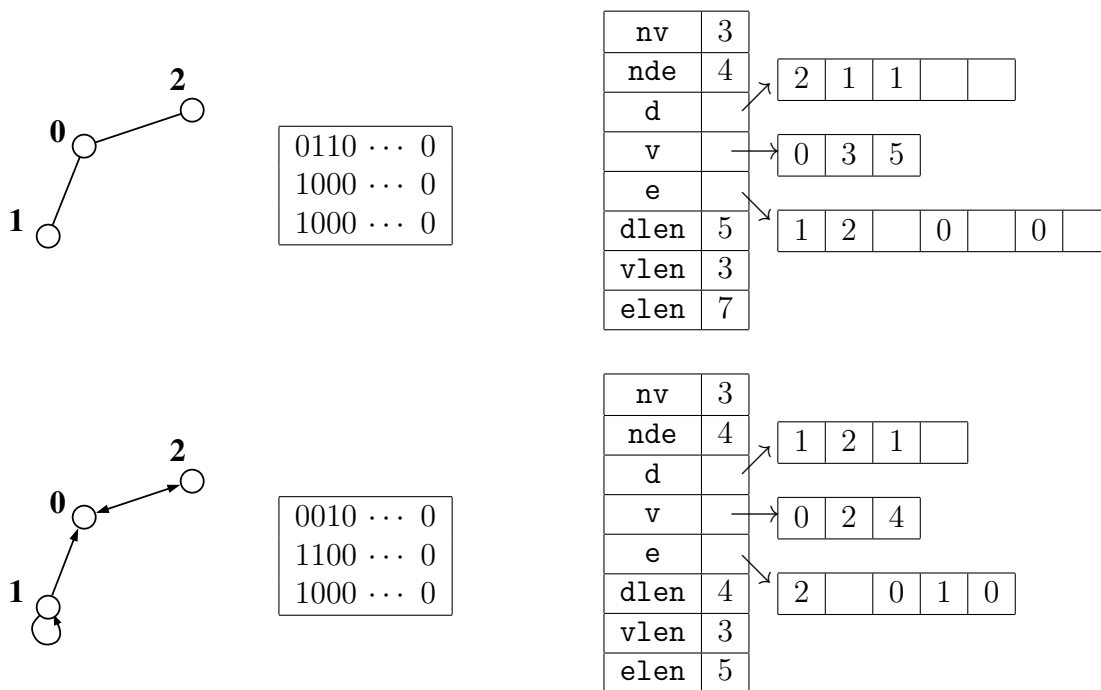 2
0
1
0110 ⋯ 0
1000 ⋯ 0
1000 ⋯ 0
nv 3
nde 4
d
v
e
dlen 5
vlen 3
elen 7
2 1 1
0 3 5
1 2 0 0
2
0
1
0010 ⋯ 0
1100 ⋯ 0
1000 ⋯ 0
nv 3
nde 4
d
v
e
dlen 4
vlen 3
elen 5
1 2 1
0 2 4
2 0 1 0